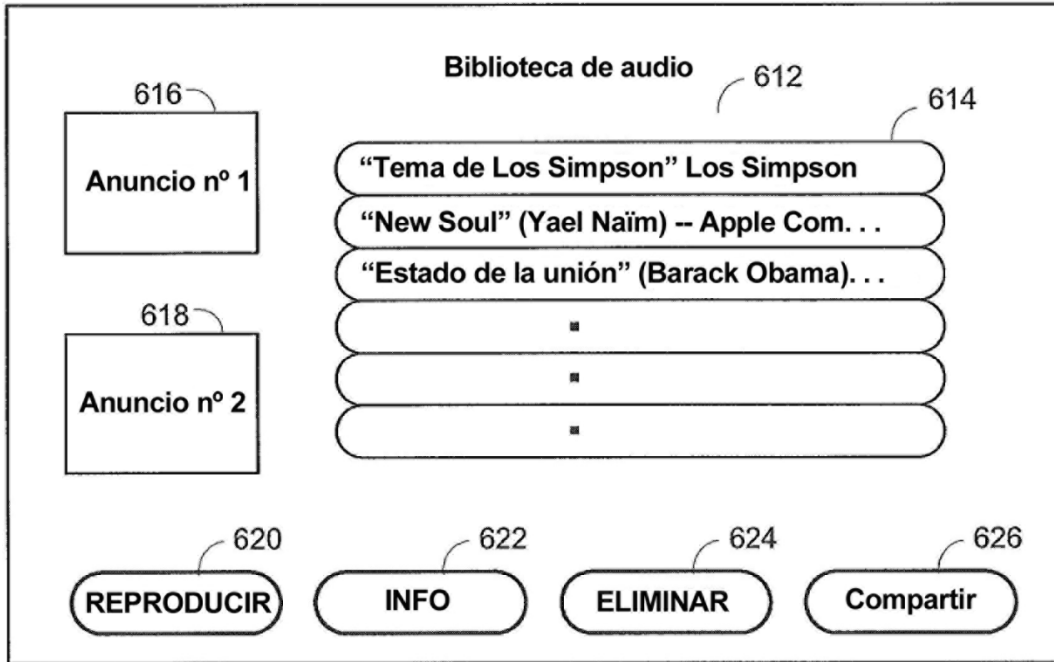 Biblioteca de audio
612
614
616
Anuncio nº 1
“Tema de Los Simpson” Los Simpson
“New Soul” (Yael Naïm) -- Apple Com. . .
“Estado de la unión” (Barack Obama). . .
618
Anuncio nº 2
620
622
624
626
REPRODUCIR
INFO
ELIMINAR
Compartir